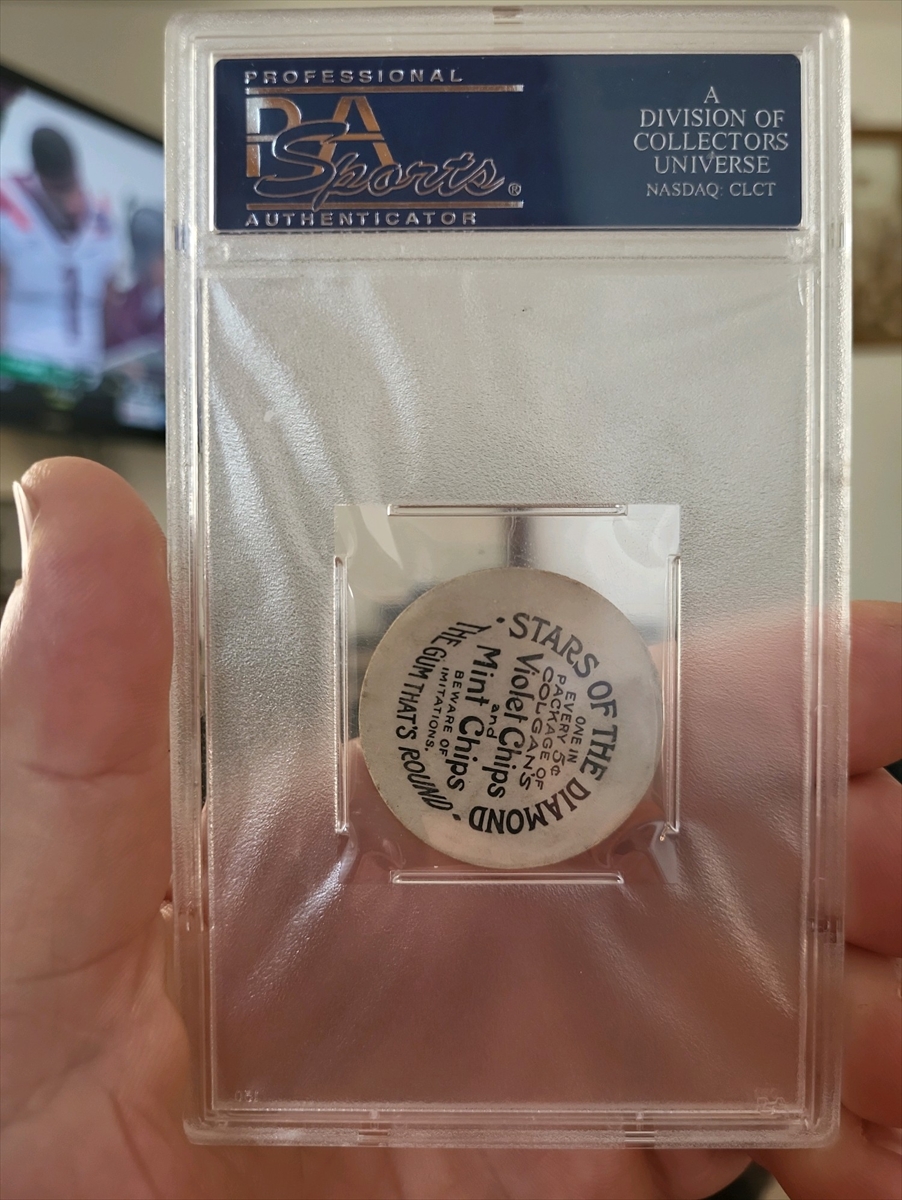 PROFESSIONAL
PSA
Sports®
AUTHENTICATOR
A
DIVISION OF
COLLECTORS
UNIVERSE
NASDAQ: CLCT
• STARS OF THE DIAMOND •
ONE IN
EVERY 5¢
PACKAGE OF
COLGAN'S
Violet Chips
and
Mint Chips
BEWARE OF
IMITATIONS.
THE GUM THAT'S ROUND
1